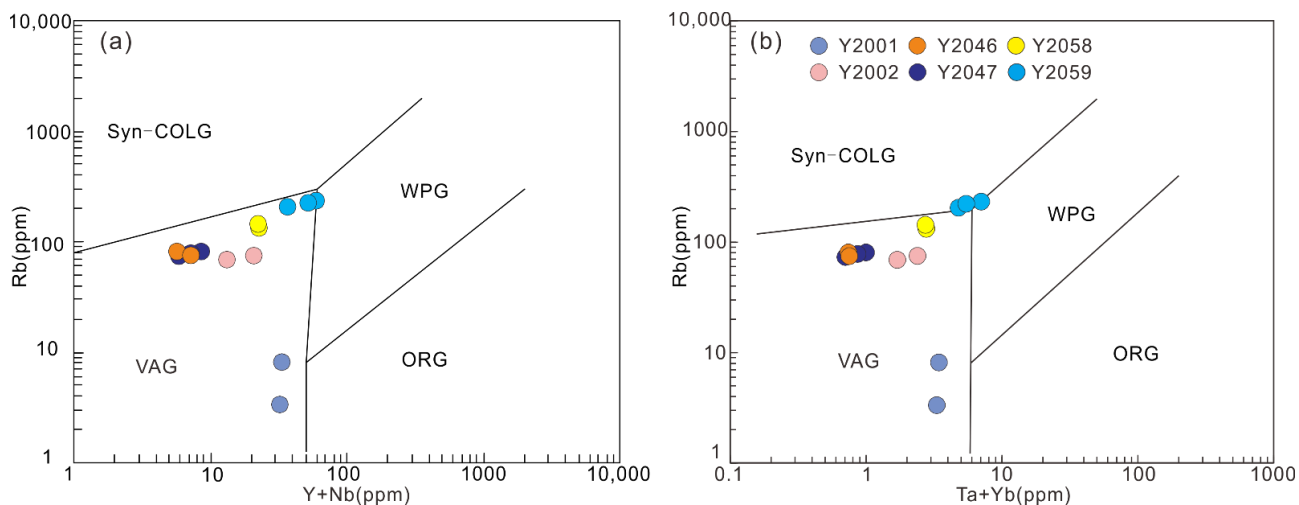 10,000
(a)
1000
Syn-COLG
WPG
Rb(ppm)
100
10
VAG
ORG
1
1
10
100
1000
10,000
Y+Nb(ppm)
10,000
(b)
Y2001
Y2046
Y2058
Y2002
Y2047
Y2059
1000
Syn-COLG
WPG
Rb(ppm)
100
10
VAG
ORG
1
0.1
1
10
100
1000
Ta+Yb(ppm)